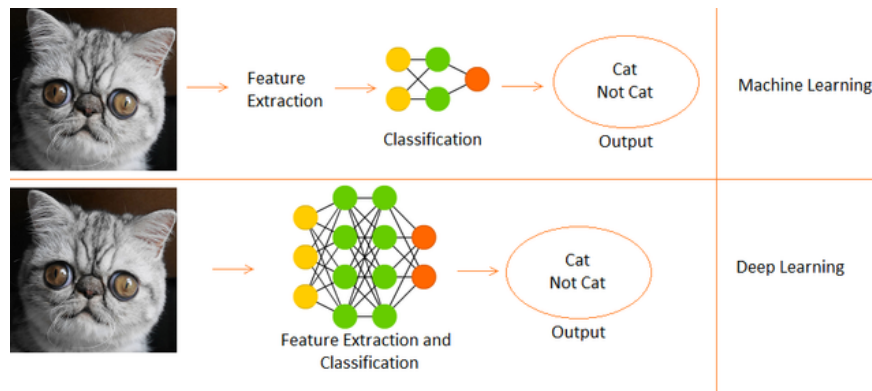 Feature
Extraction
Classification
Cat
Not Cat
Output
Machine Learning
Feature Extraction and
Classification
Cat
Not Cat
Output
Deep Learning